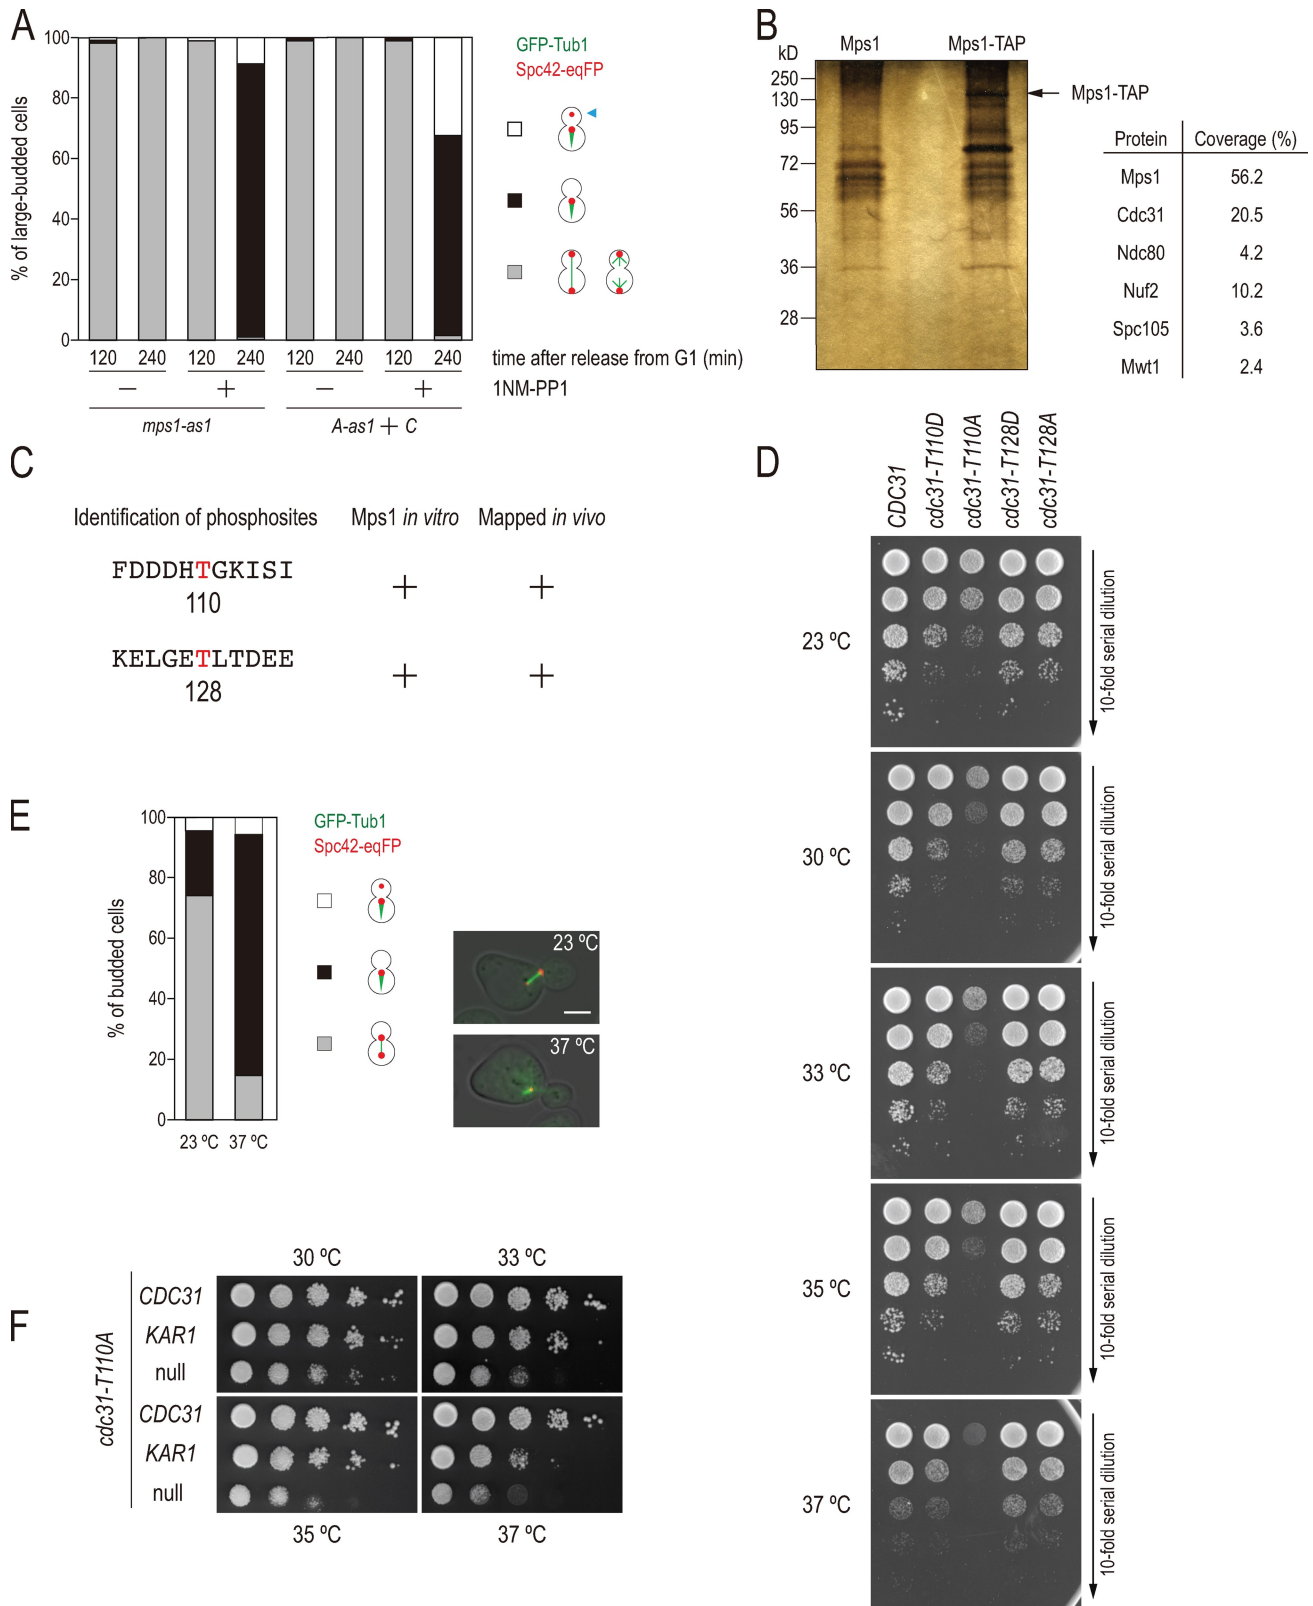 A
100
80
60
40
20
0
% of large-budded cells
120 240 120 240 120 240 120 240
time after release from G1 (min)
− + − +
1NM-PP1
mps1-as1
A-as1 + C
GFP-Tub1
Spc42-eqFP
B
kD
Mps1
Mps1-TAP
250
130
95
72
56
36
28
Mps1-TAP
Protein Coverage (%)
Mps1 56.2
Cdc31 20.5
Ndc80 4.2
Nuf2 10.2
Spc105 3.6
Mwt1 2.4
C
Identification of phosphosites
Mps1 in vitro
Mapped in vivo
FDDDHTGKISI + +
110
KELGETLTDEE + +
128
D
CDC31
cdc31-T110D
cdc31-T110A
cdc31-T128D
cdc31-T128A
23 ºC
10-fold serial dilution
30 ºC
10-fold serial dilution
33 ºC
10-fold serial dilution
35 ºC
10-fold serial dilution
37 ºC
10-fold serial dilution
E
100
80
60
40
20
0
% of budded cells
23 ºC 37 ºC
GFP-Tub1
Spc42-eqFP
23 ºC
37 ºC
F
30 ºC 33 ºC
cdc31-T110A
CDC31
KAR1
null
CDC31
KAR1
null
35 ºC 37 ºC